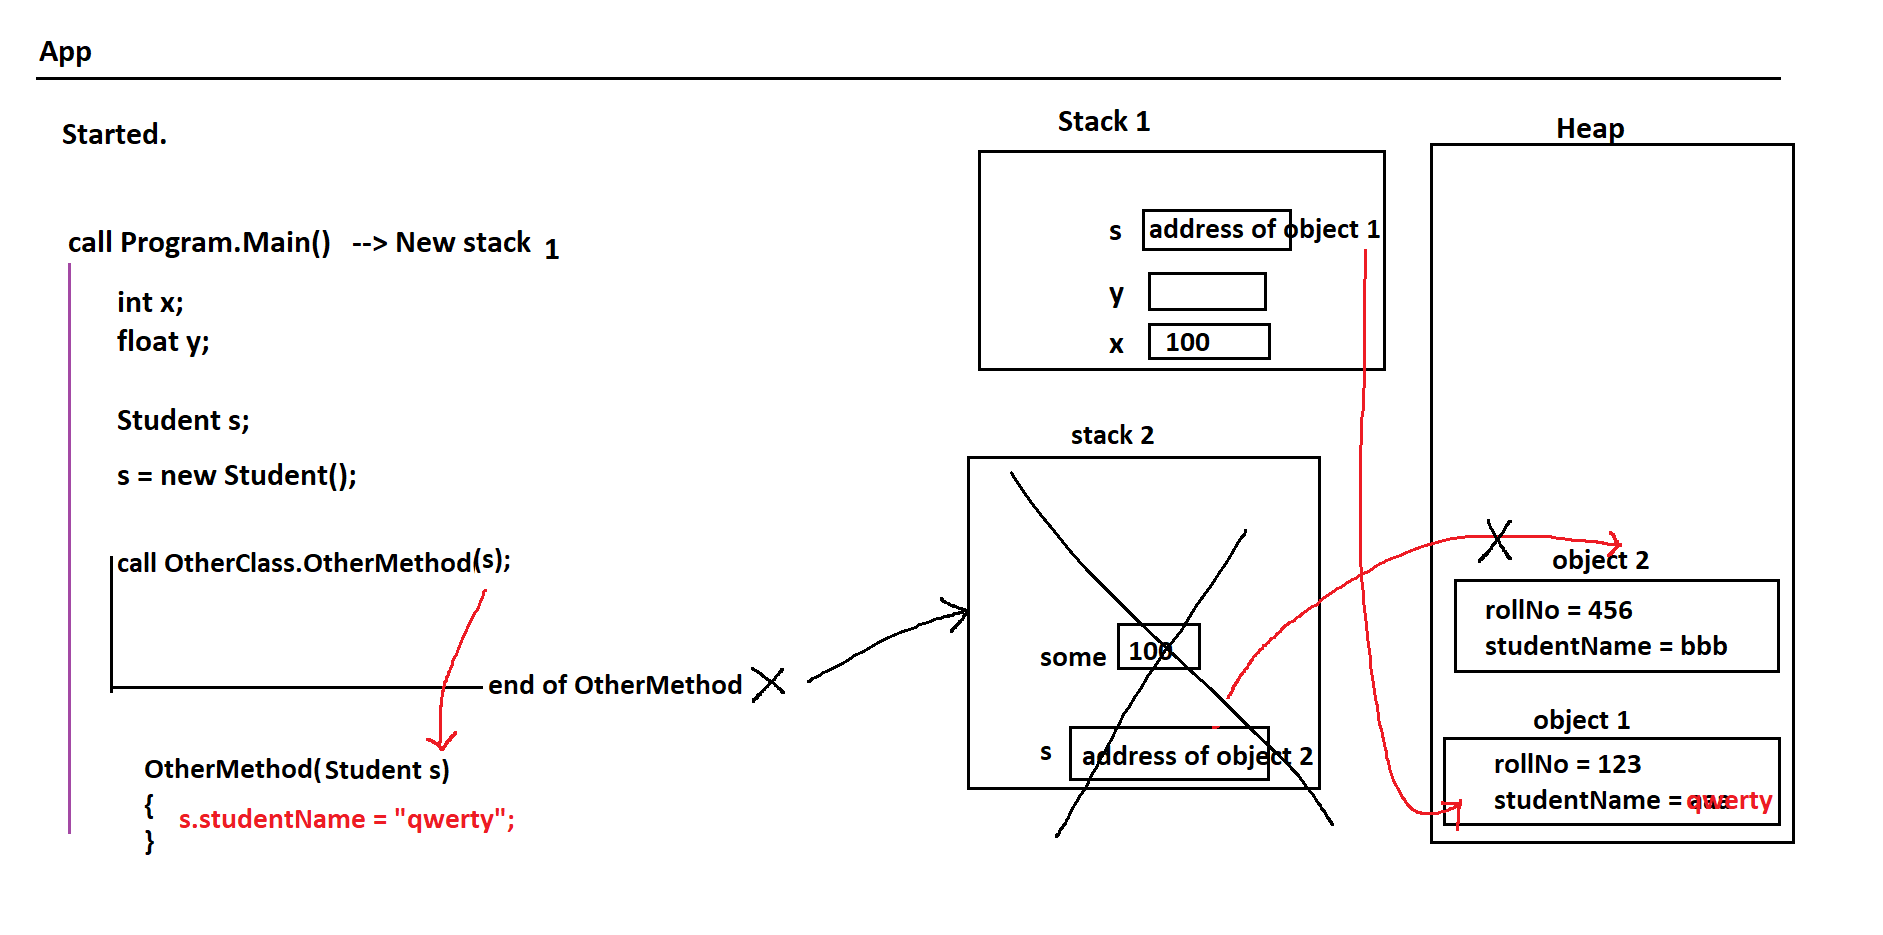 App
Started.
call Program.Main() --> New stack 1
int x;
float y;
Student s;
s = new Student();
call OtherClass.OtherMethod(s);
end of OtherMethod
OtherMethod(Student s)
{
s.studentName = "qwerty";
}
Stack 1
s address of object 1
y
x 100
stack 2
some 100
s address of object 2
Heap
object 2
rollNo = 456
studentName = bbb
object 1
rollNo = 123
studentName = qwerty